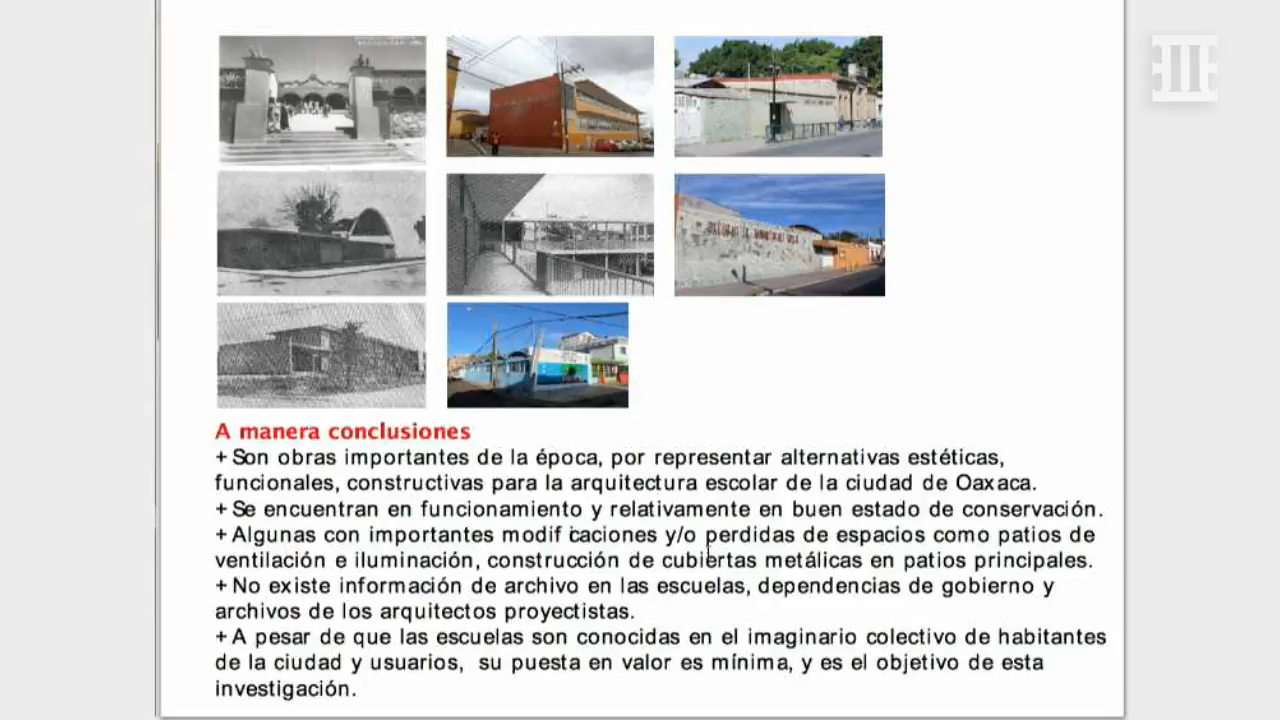 A manera conclusiones
+ Son obras importantes de la época, por representar alternativas estéticas,
funcionales, constructivas para la arquitectura escolar de la ciudad de Oaxaca.
+ Se encuentran en funcionamiento y relativamente en buen estado de conservación.
+ Algunas con importantes modif caciones y/o perdidas de espacios como patios de
ventilación e iluminación, construcción de cubiertas metálicas en patios principales.
+ No existe información de archivo en las escuelas, dependencias de gobierno y
archivos de los arquitectos proyectistas.
+ A pesar de que las escuelas son conocidas en el imaginario colectivo de habitantes
de la ciudad y usuarios, su puesta en valor es mínima, y es el objetivo de esta
investigación.